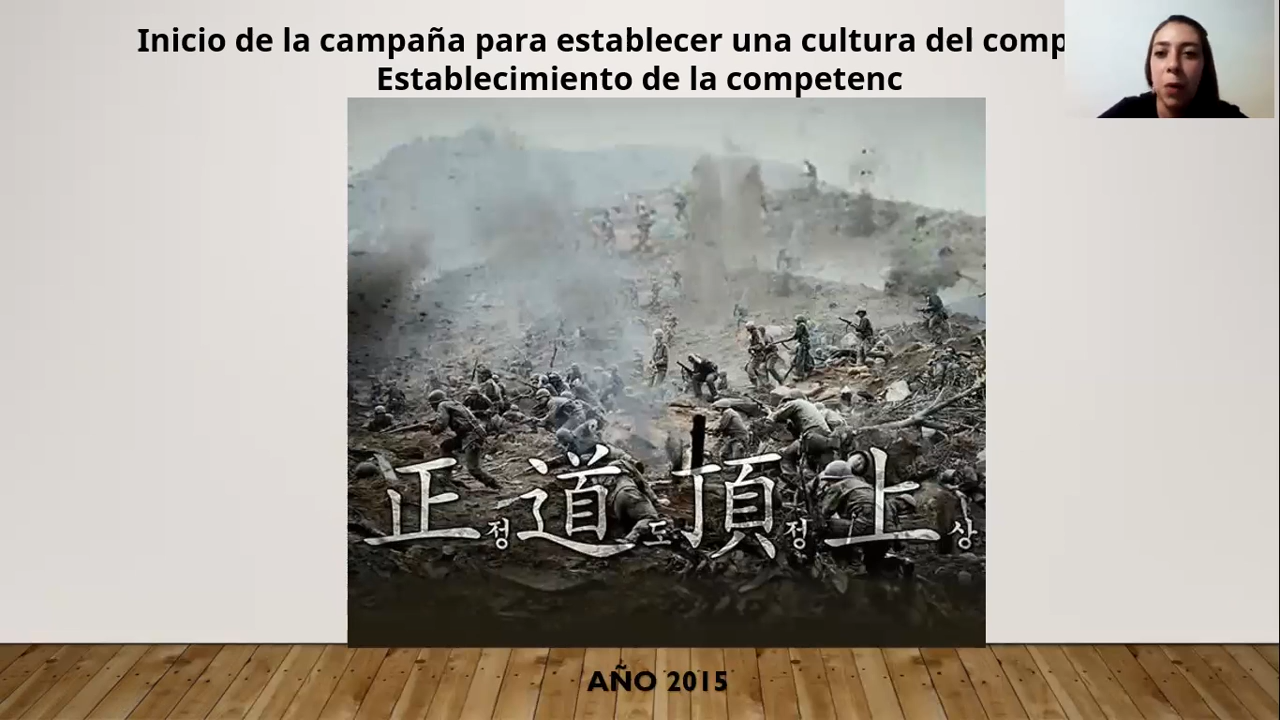 Inicio de la campaña para establecer una cultura del comp
Establecimiento de la competenc
正정道도頂정上상
AÑO 2015